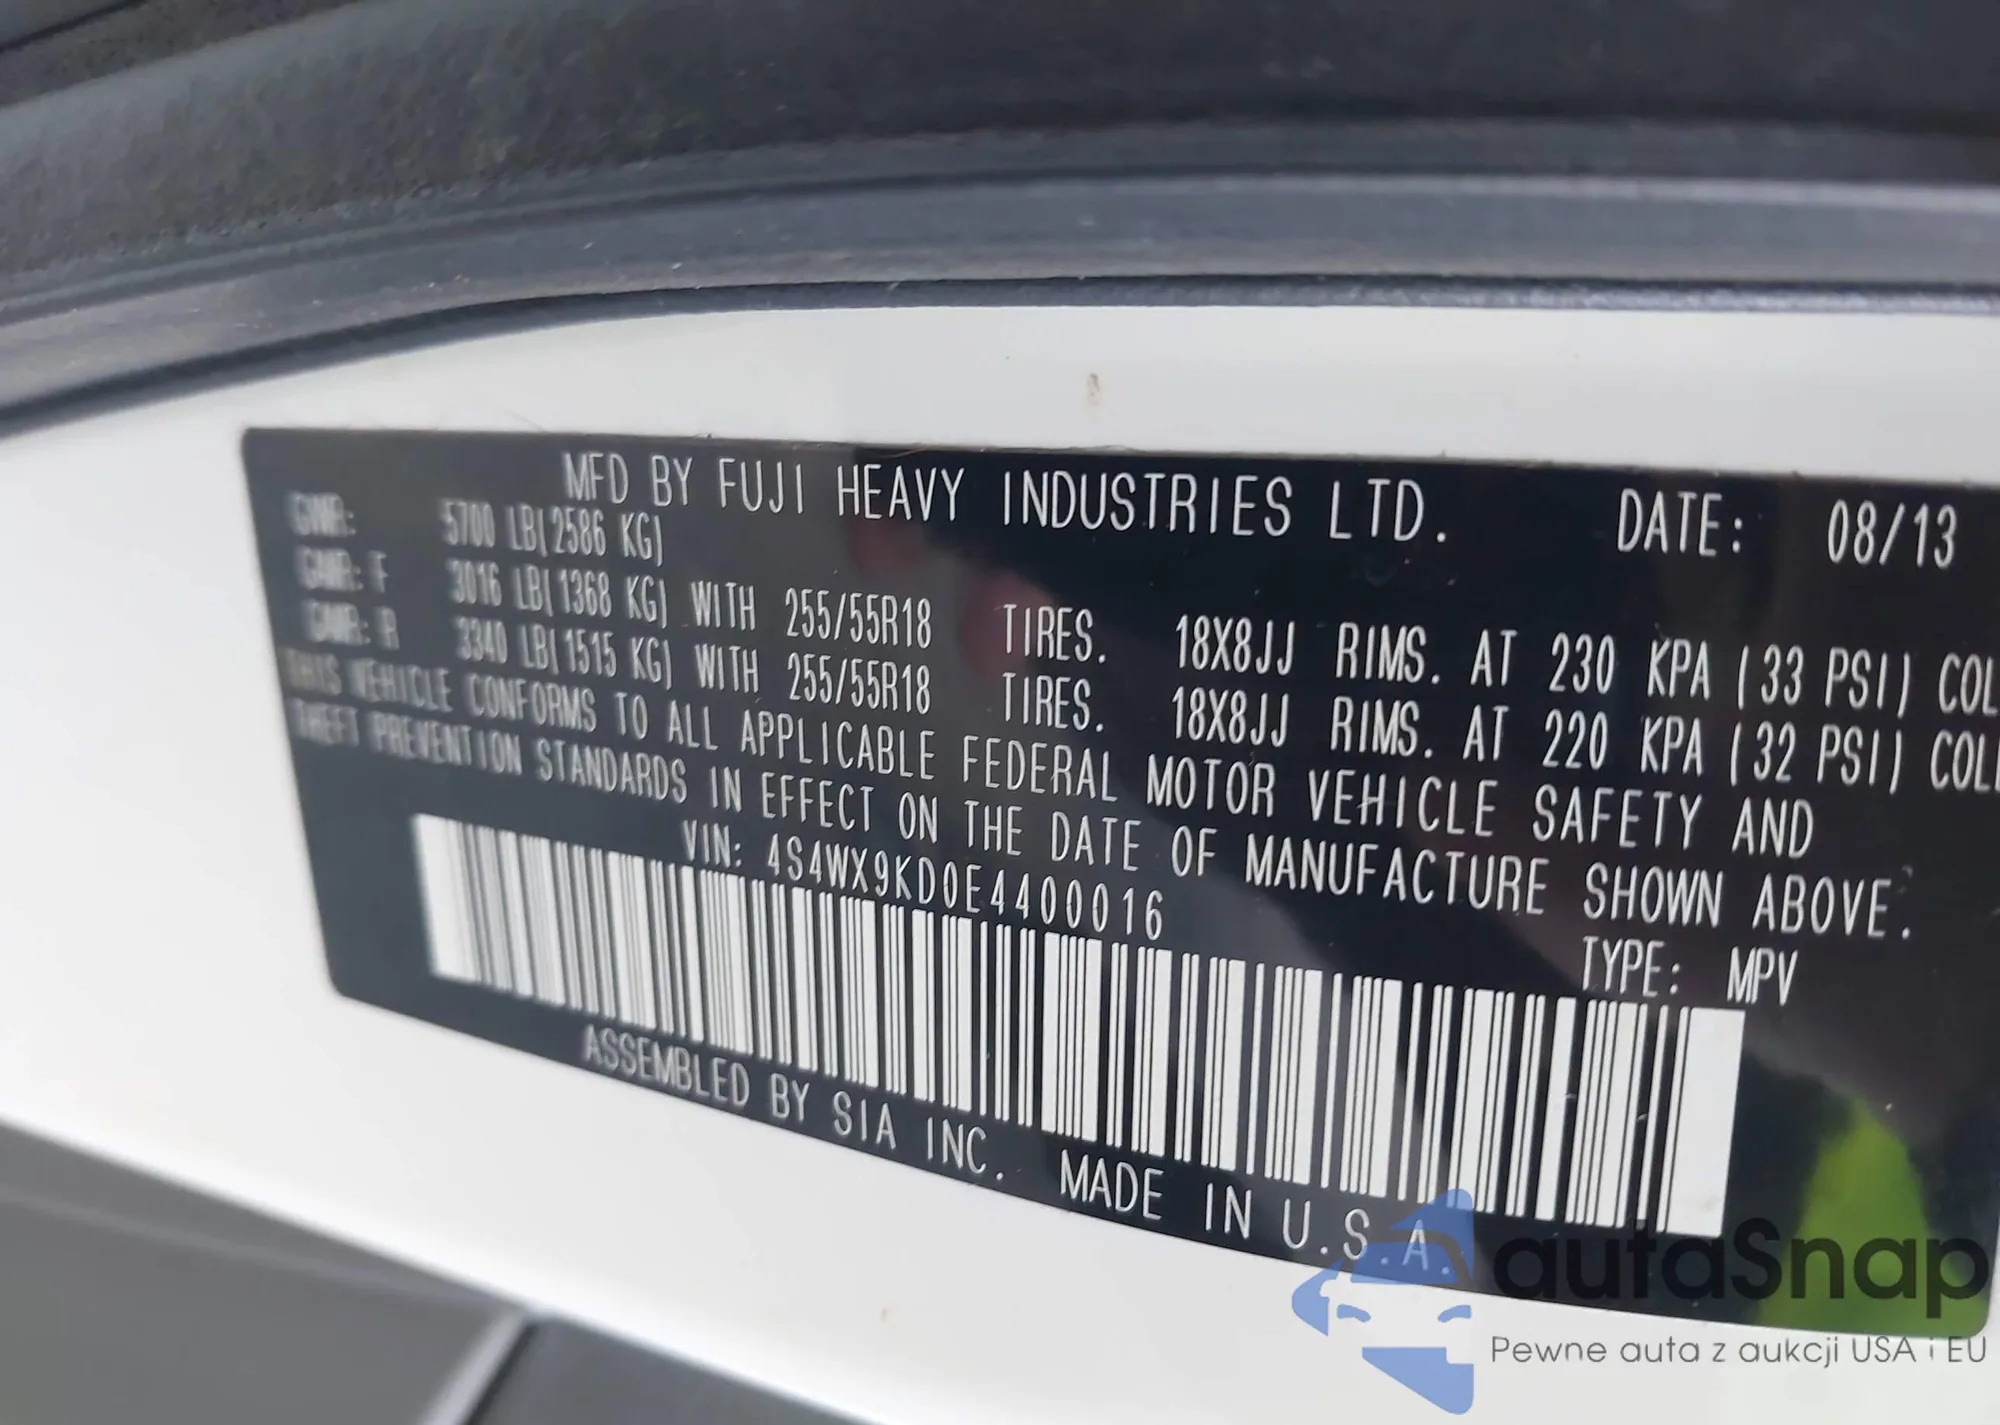 MFD BY FUJI HEAVY INDUSTRIES LTD. DATE: 08/13
GVWR: 5700 LB(2586 KG)
GAWR: F 3016 LB(1368 KG) WITH 255/55R18 TIRES. 18X8JJ RIMS. AT 230 KPA (33 PSI) COL
GAWR: R 3340 LB(1515 KG) WITH 255/55R18 TIRES. 18X8JJ RIMS. AT 220 KPA (32 PSI) COL
THIS VEHICLE CONFORMS TO ALL APPLICABLE FEDERAL MOTOR VEHICLE SAFETY AND
THEFT PREVENTION STANDARDS IN EFFECT ON THE DATE OF MANUFACTURE SHOWN ABOVE.
VIN: 4S4WX9KD0E4400016 TYPE: MPV
ASSEMBLED BY SIA INC. MADE IN U.S.A.
autaSnap
Pewne auta z aukcji USA i EU